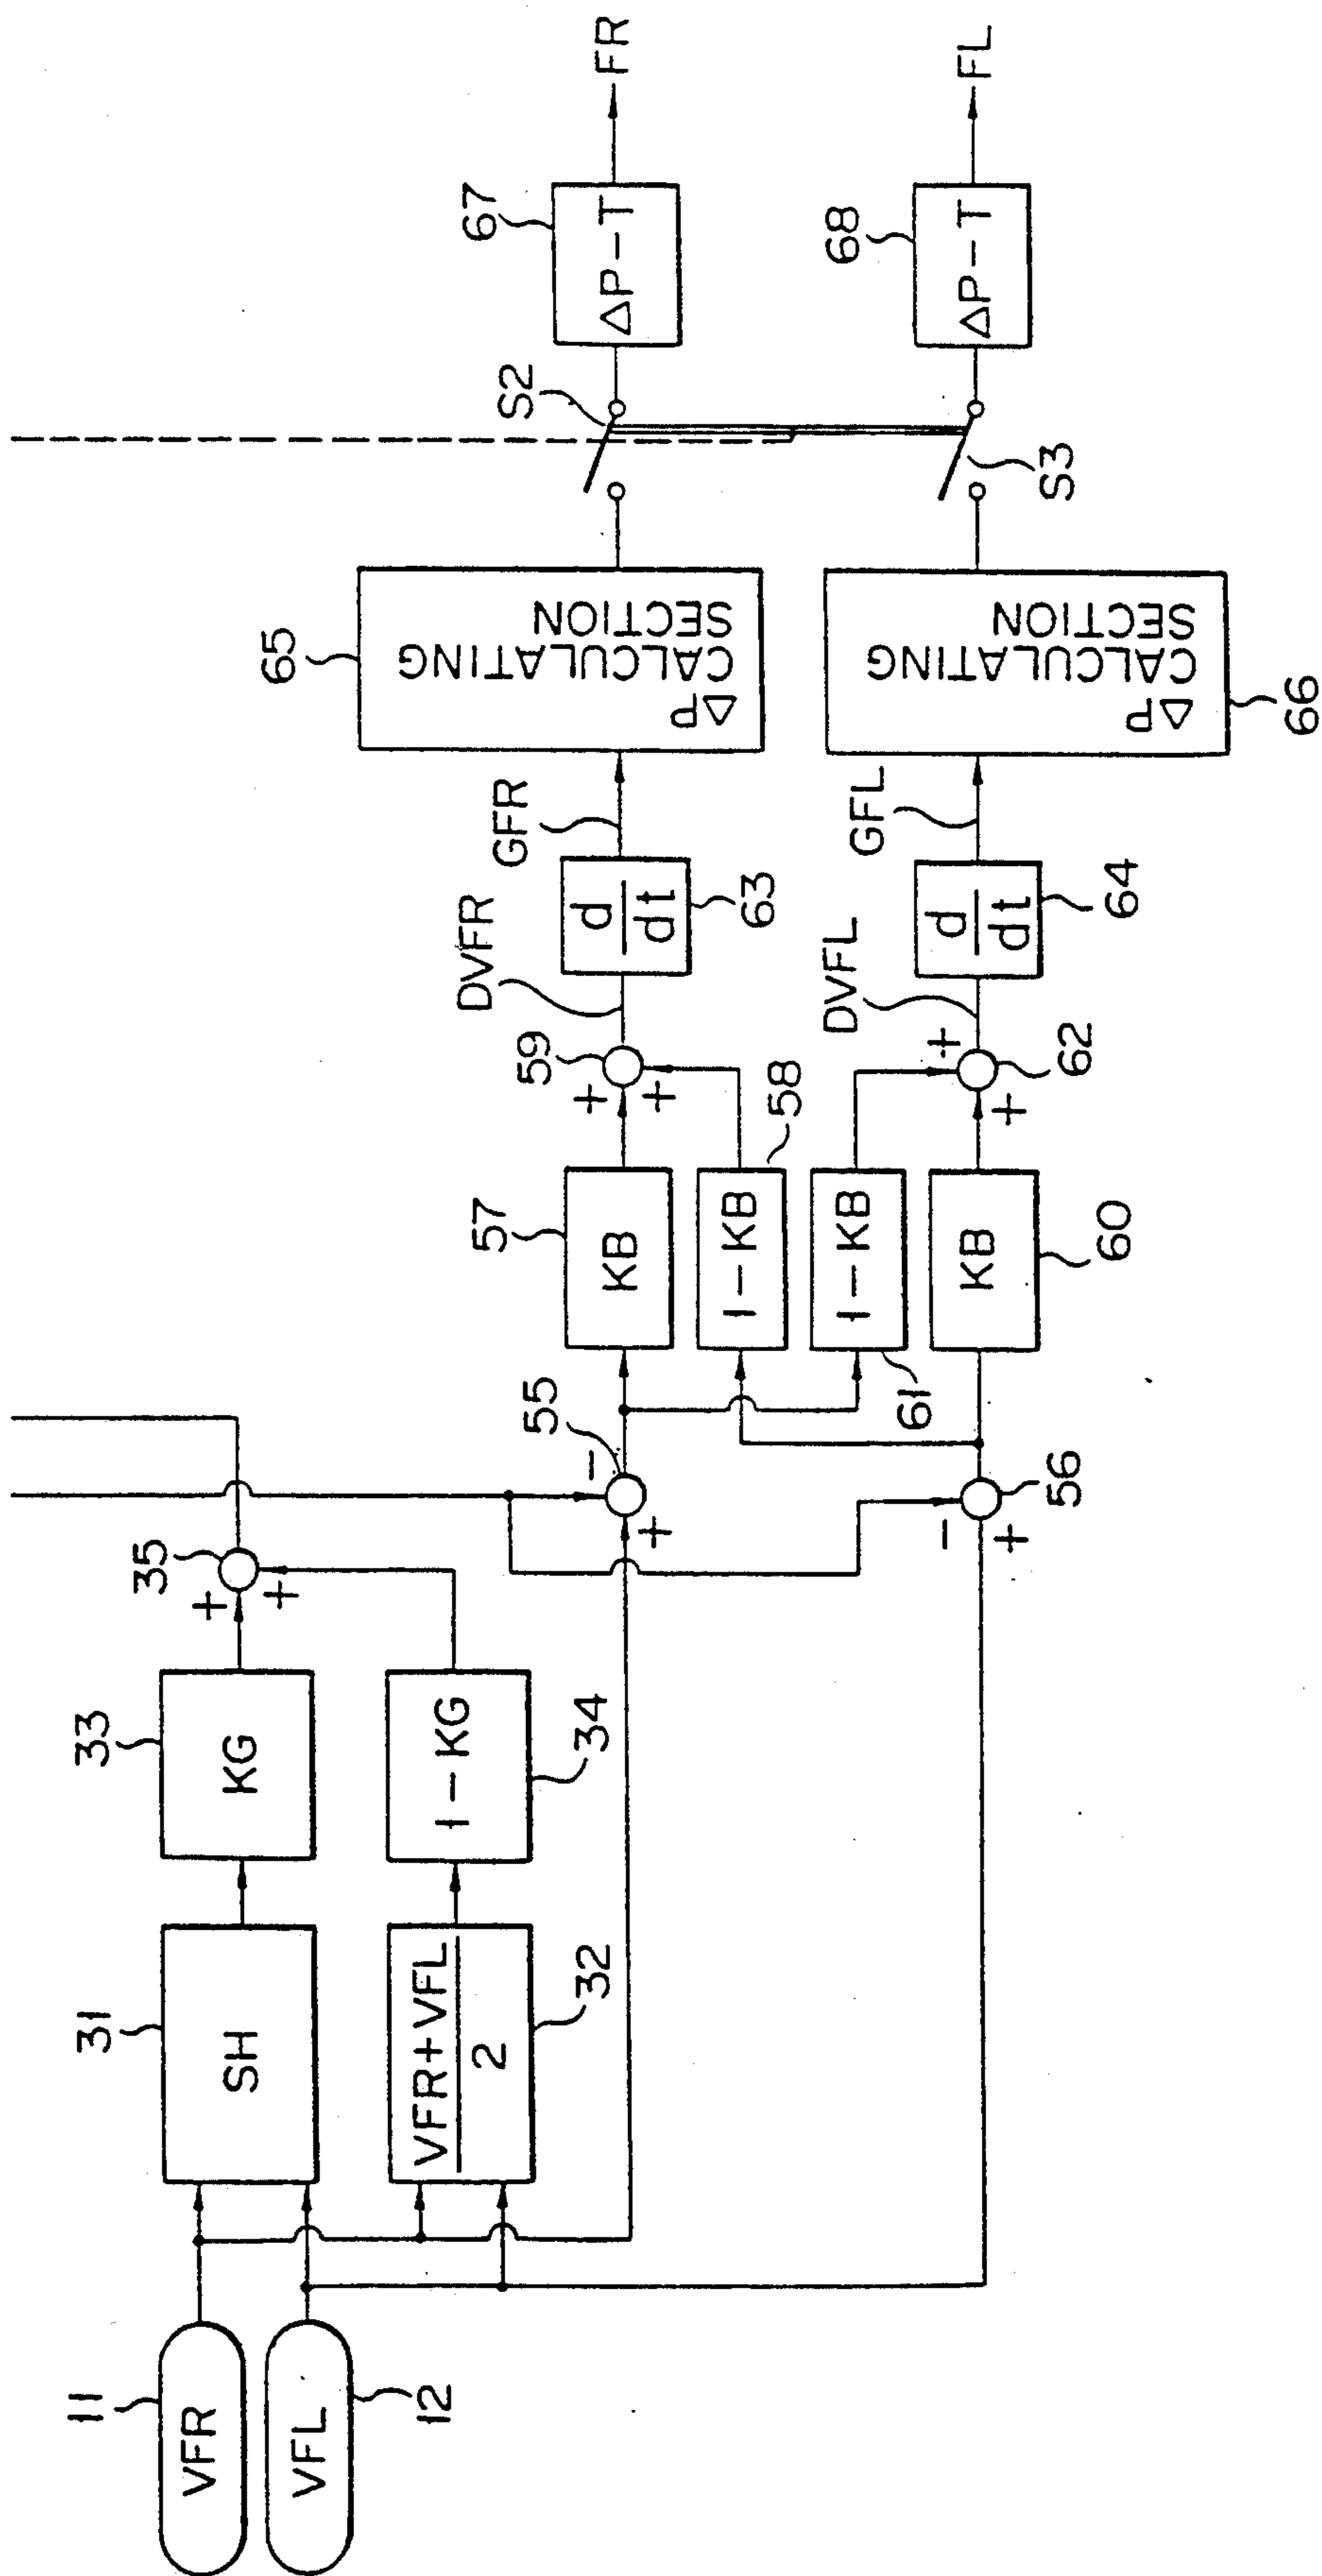 11
VFR
VFL
12
31
SH
33
KG
35
+
+
VFR+VFL
2
32
1-KG
34
55
-
+
-
+
56
57
KB
1-KB
58
1-KB
61
KB
60
59
+
+
+
+
62
DVFR
d
dt
63
GFR
DVFL
d
dt
64
GFL
65
ΔP
CALCULATING
SECTION
ΔP
CALCULATING
SECTION
66
S2
S3
67
ΔP-T
FR
68
ΔP-T
FL